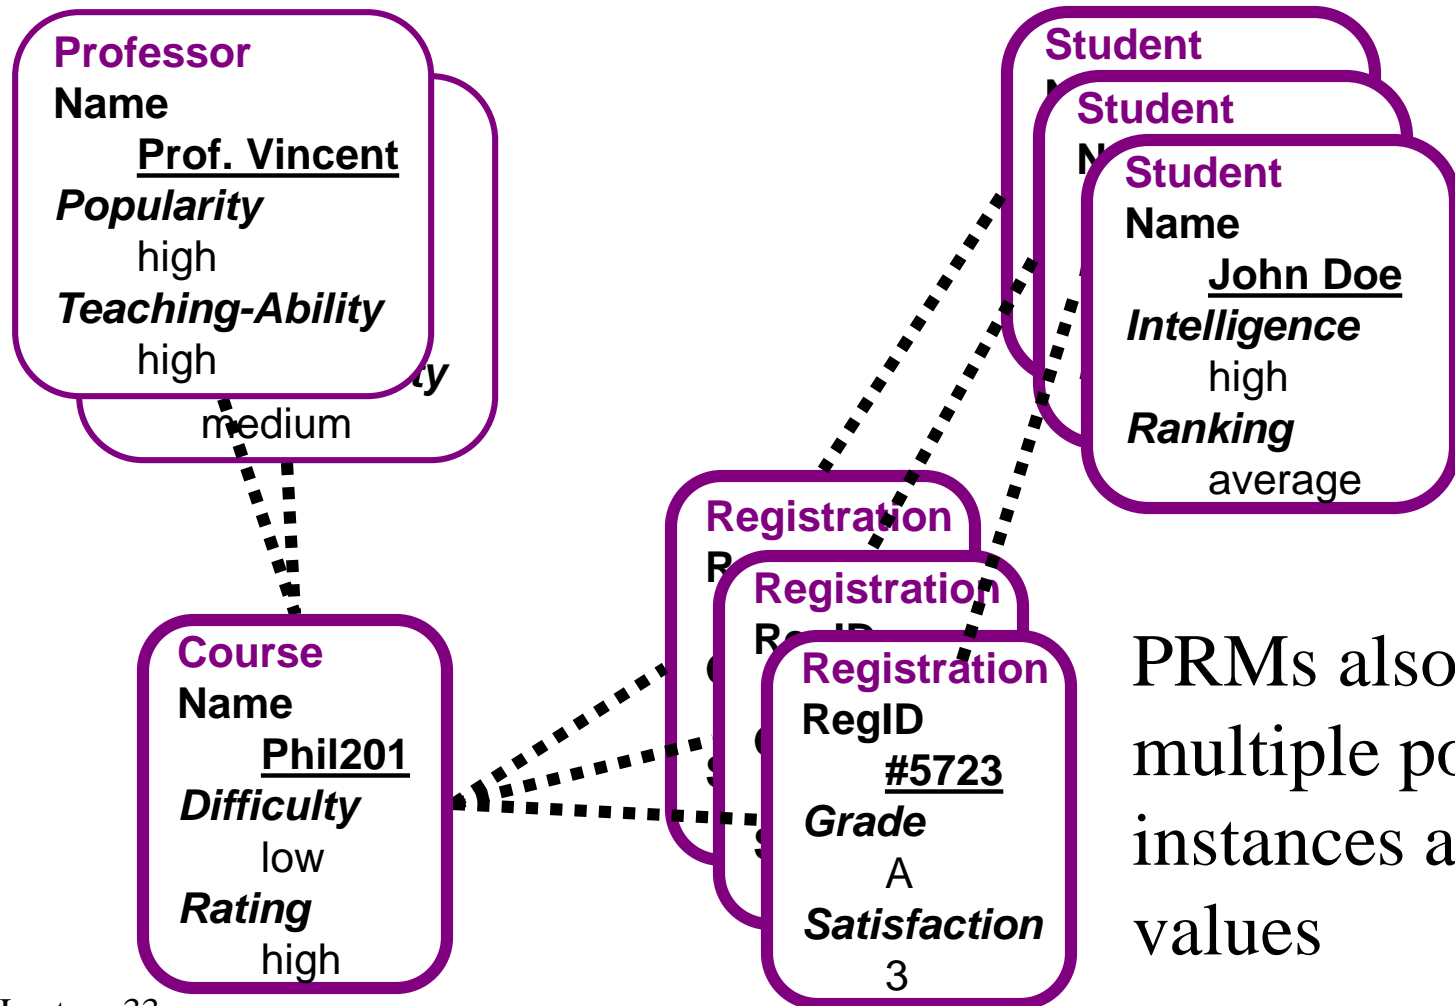 Professor
Name
Prof. Vincent
Popularity
high
Teaching-Ability
high
ty
medium
Student
Student
Student
Name
John Doe
Intelligence
high
Ranking
average
Registration
Registration
Registration
RegID
#5723
Grade
A
Satisfaction
3
Course
Name
Phil201
Difficulty
low
Rating
high
PRMs also
multiple po
instances a
values